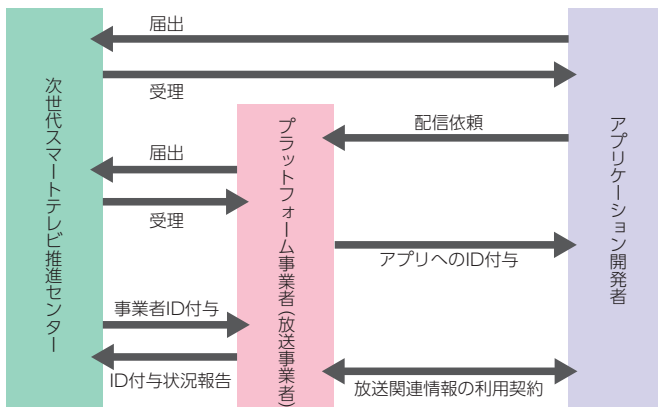 届出
受理
次世代スマートテレビ推進センター
プラットフォーム事業者(放送事業者)
アプリケーション開発者
配信依頼
届出
受理
アプリへのID付与
事業者ID付与
ID付与状況報告
放送関連情報の利用契約